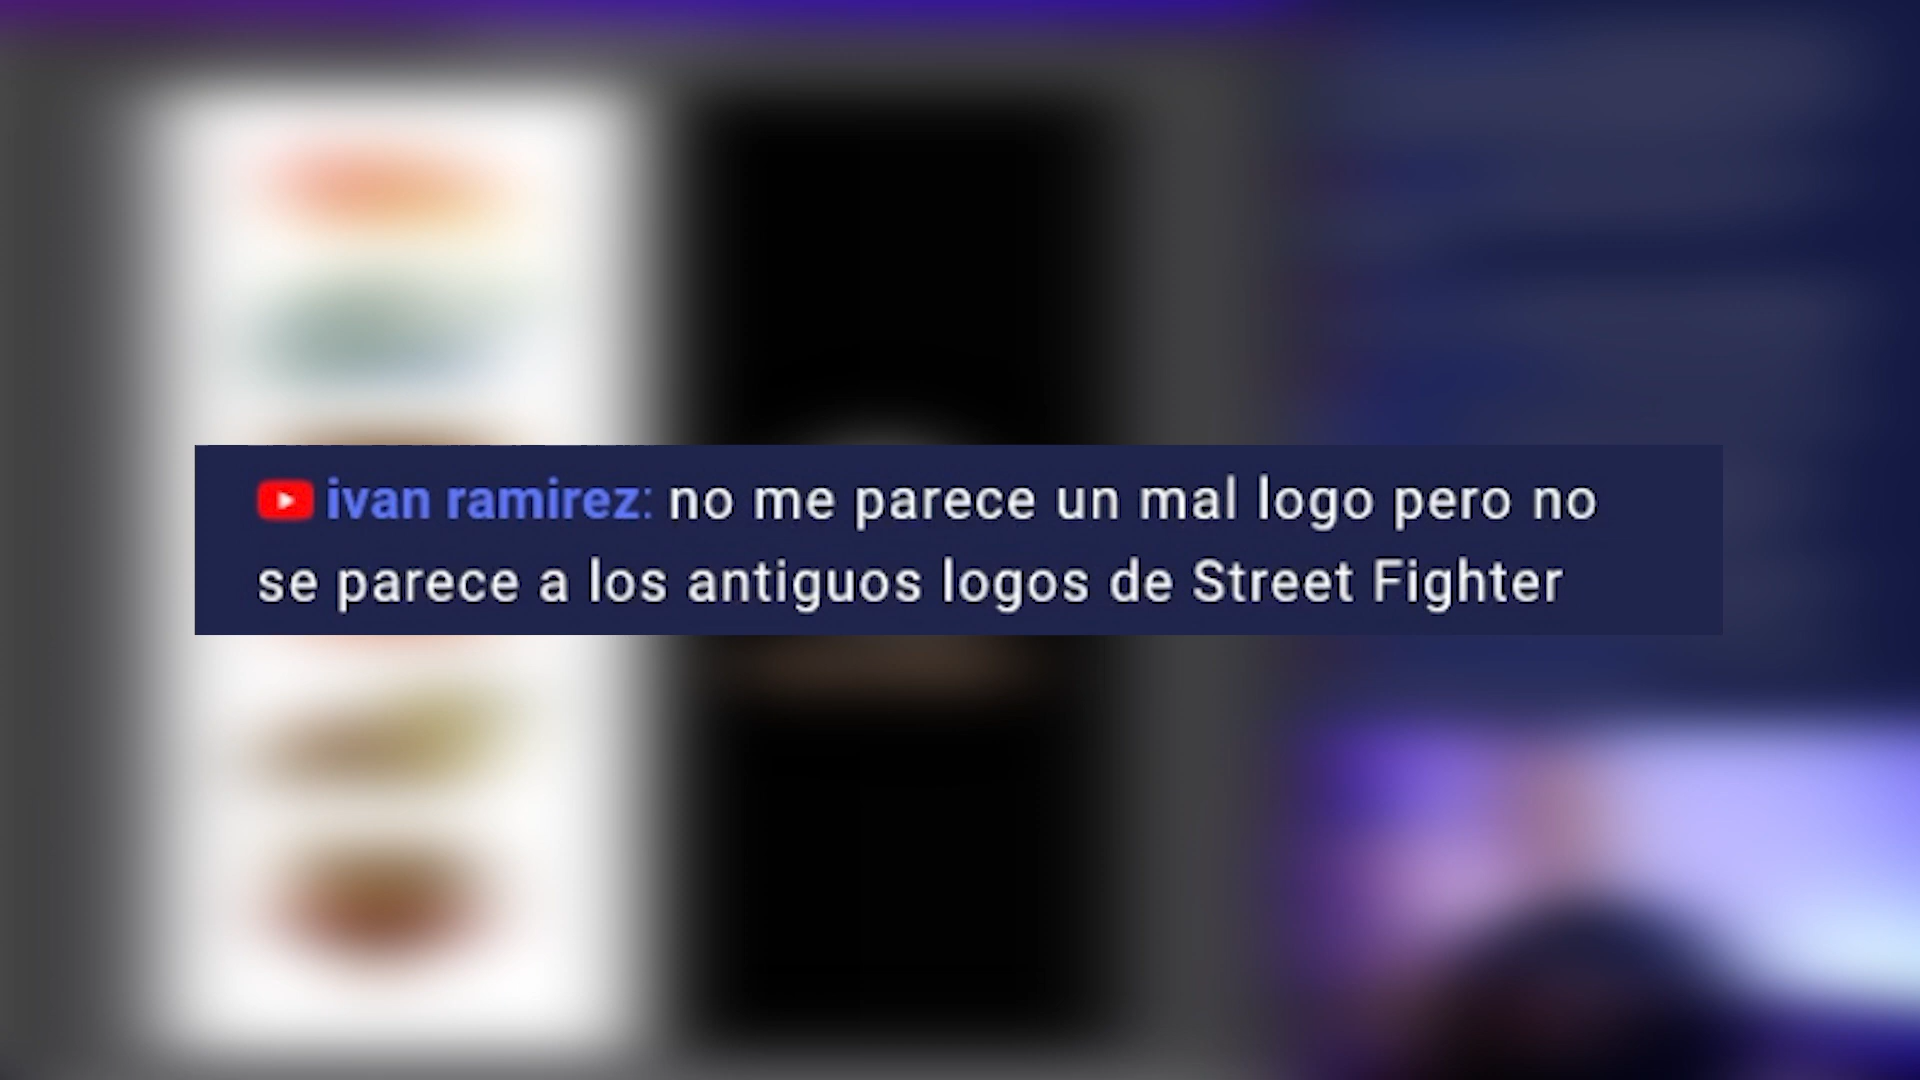 ivan ramirez: no me parece un mal logo pero no
se parece a los antiguos logos de Street Fighter